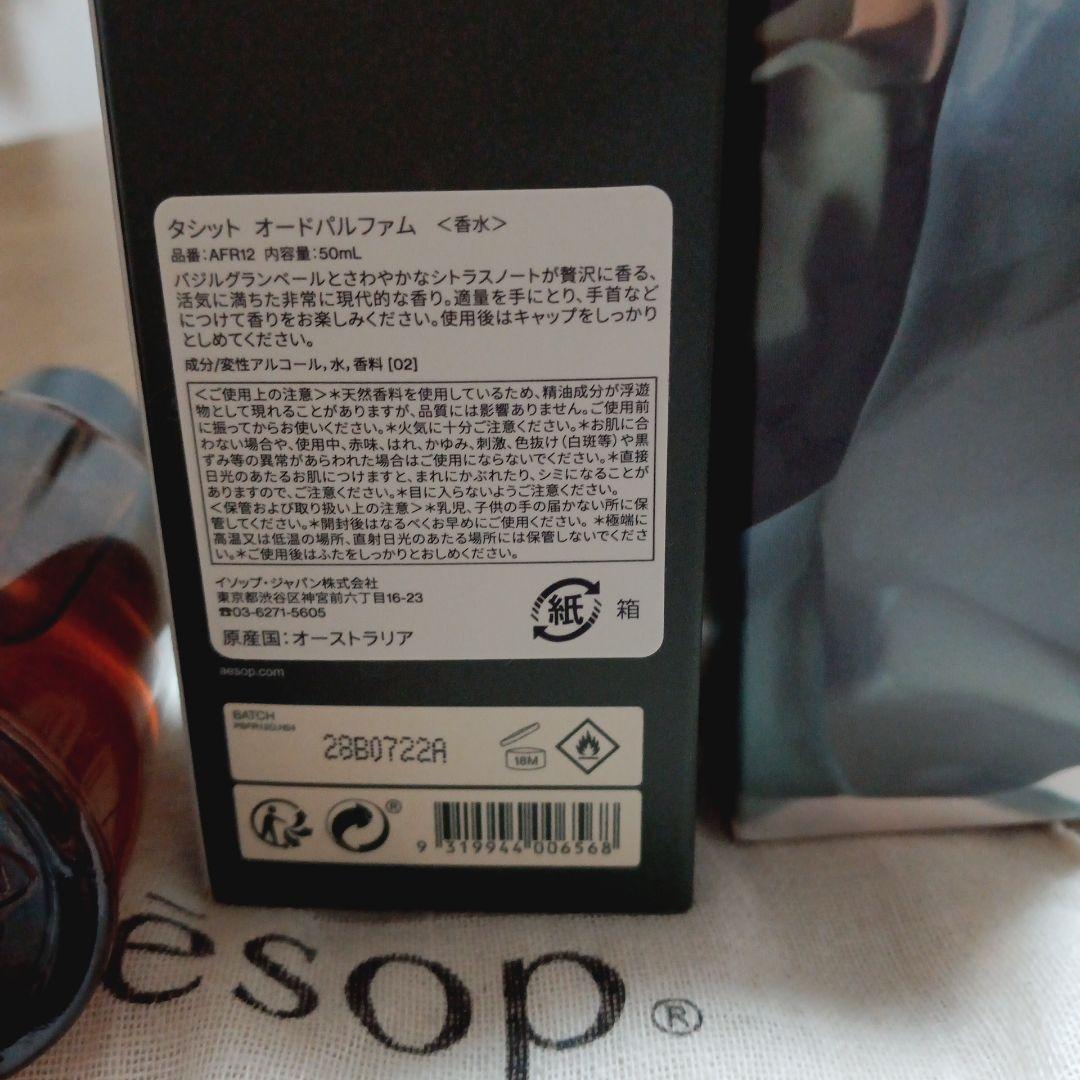 タシット オードパルファム ＜香水＞
品番：AFR12 内容量：50mL
バジルグランベールとさわやかなシトラスノートが贅沢に香る、
活気に満ちた非常に現代的な香り。適量を手にとり、手首など
につけて香りをお楽しみください。使用後はキャップをしっかり
としめてください。
成分/変性アルコール,水,香料 [02]
＜ご使用上の注意＞＊天然香料を使用しているため、精油成分が浮遊
物として現れることがありますが、品質には影響ありません。ご使用前
に振ってからお使いください。＊火気に十分ご注意ください。＊お肌に
合わない場合や、使用中、赤味、はれ、かゆみ、刺激、色抜け（白斑等）や黒
ずみ等の異常があらわれた場合はご使用にならないでください。＊直接
日光のあたるお肌につけますと、まれにかぶれたり、シミになることが
ありますので、ご注意ください。＊目に入らないようご注意ください。
＜保管および取り扱い上の注意＞＊乳児、子供の手の届かない所に保
管してください。＊開封後はなるべくお早めにご使用ください。＊極端に
高温又は低温の場所、直射日光のあたる場所には保管しないでくださ
い。＊ご使用後はふたをしっかりとおしめください。
イソップ・ジャパン株式会社
東京都渋谷区神宮前六丁目16-23
☎03-6271-5605
原産国：オーストラリア
紙 箱
aesop.com
BATCH
28B0722A
18M
®
9 319944 006568
aēsop®